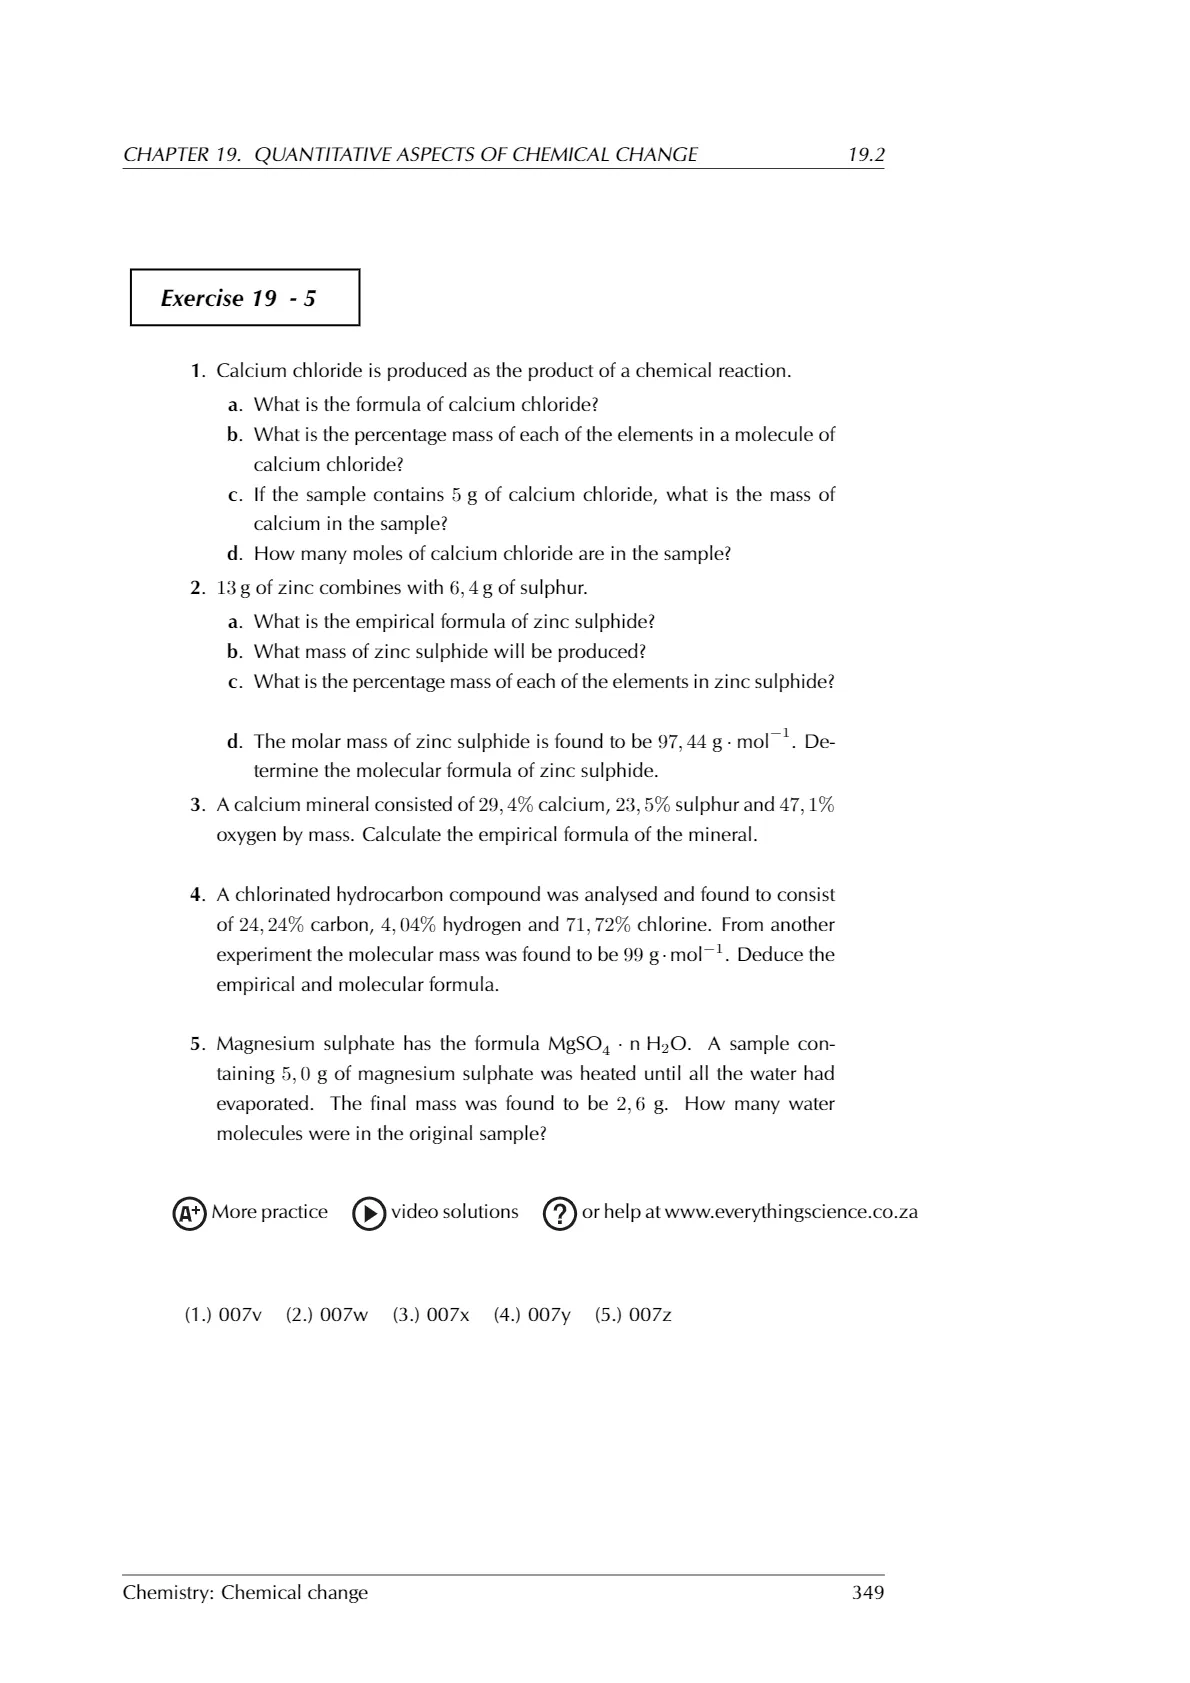 CHAPTER 19. QUANTITATIVE ASPECTS OF CHEMICAL CHANGE 19.2
Exercise 19 - 5
1. Calcium chloride is produced as the product of a chemical reaction.
a. What is the formula of calcium chloride?
b. What is the percentage mass of each of the elements in a molecule of
calcium chloride?
c. If the sample contains 5 g of calcium chloride, what is the mass of
calcium in the sample?
d. How many moles of calcium chloride are in the sample?
2. 13 g of zinc combines with 6, 4 g of sulphur.
a. What is the empirical formula of zinc sulphide?
b. What mass of zinc sulphide will be produced?
c. What is the percentage mass of each of the elements in zinc sulphide?
d. The molar mass of zinc sulphide is found to be 97, 44 g · mol⁻¹. De-
termine the molecular formula of zinc sulphide.
3. A calcium mineral consisted of 29, 4% calcium, 23, 5% sulphur and 47, 1%
oxygen by mass. Calculate the empirical formula of the mineral.
4. A chlorinated hydrocarbon compound was analysed and found to consist
of 24, 24% carbon, 4, 04% hydrogen and 71, 72% chlorine. From another
experiment the molecular mass was found to be 99 g · mol⁻¹. Deduce the
empirical and molecular formula.
5. Magnesium sulphate has the formula MgSO₄ · n H₂O. A sample con-
taining 5, 0 g of magnesium sulphate was heated until all the water had
evaporated. The final mass was found to be 2, 6 g. How many water
molecules were in the original sample?
A+ More practice video solutions ? or help at www.everythingscience.co.za
(1.) 007v (2.) 007w (3.) 007x (4.) 007y (5.) 007z
Chemistry: Chemical change 349